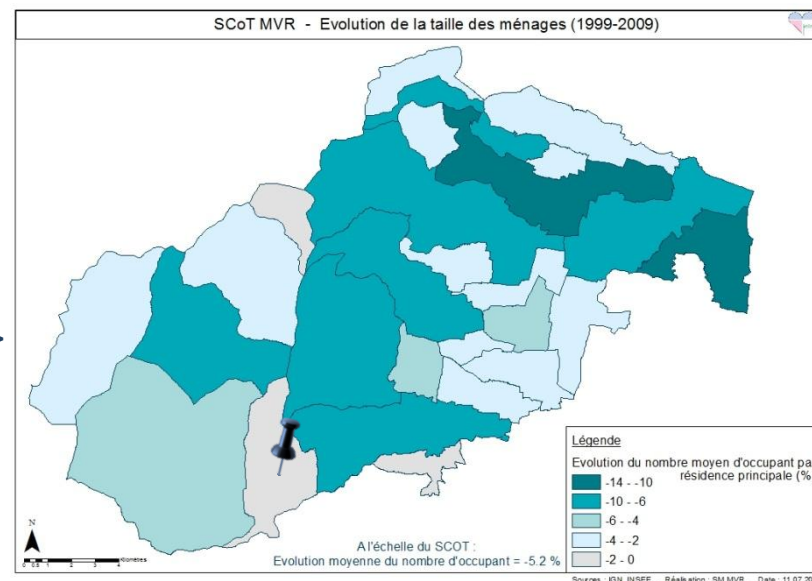 SCoT MVR - Evolution de la taille des ménages (1999-2009)
Légende
Evolution du nombre moyen d'occupant pa
résidence principale (%
-14 - -10
-10 - -6
-6 - -4
-4 - -2
-2 - 0
N
A l'échelle du SCOT :
Evolution moyenne du nombre d'occupant = -5.2 %
Sources : IGN, INSEE Réalisation : SM MVR Date : 11.07.20